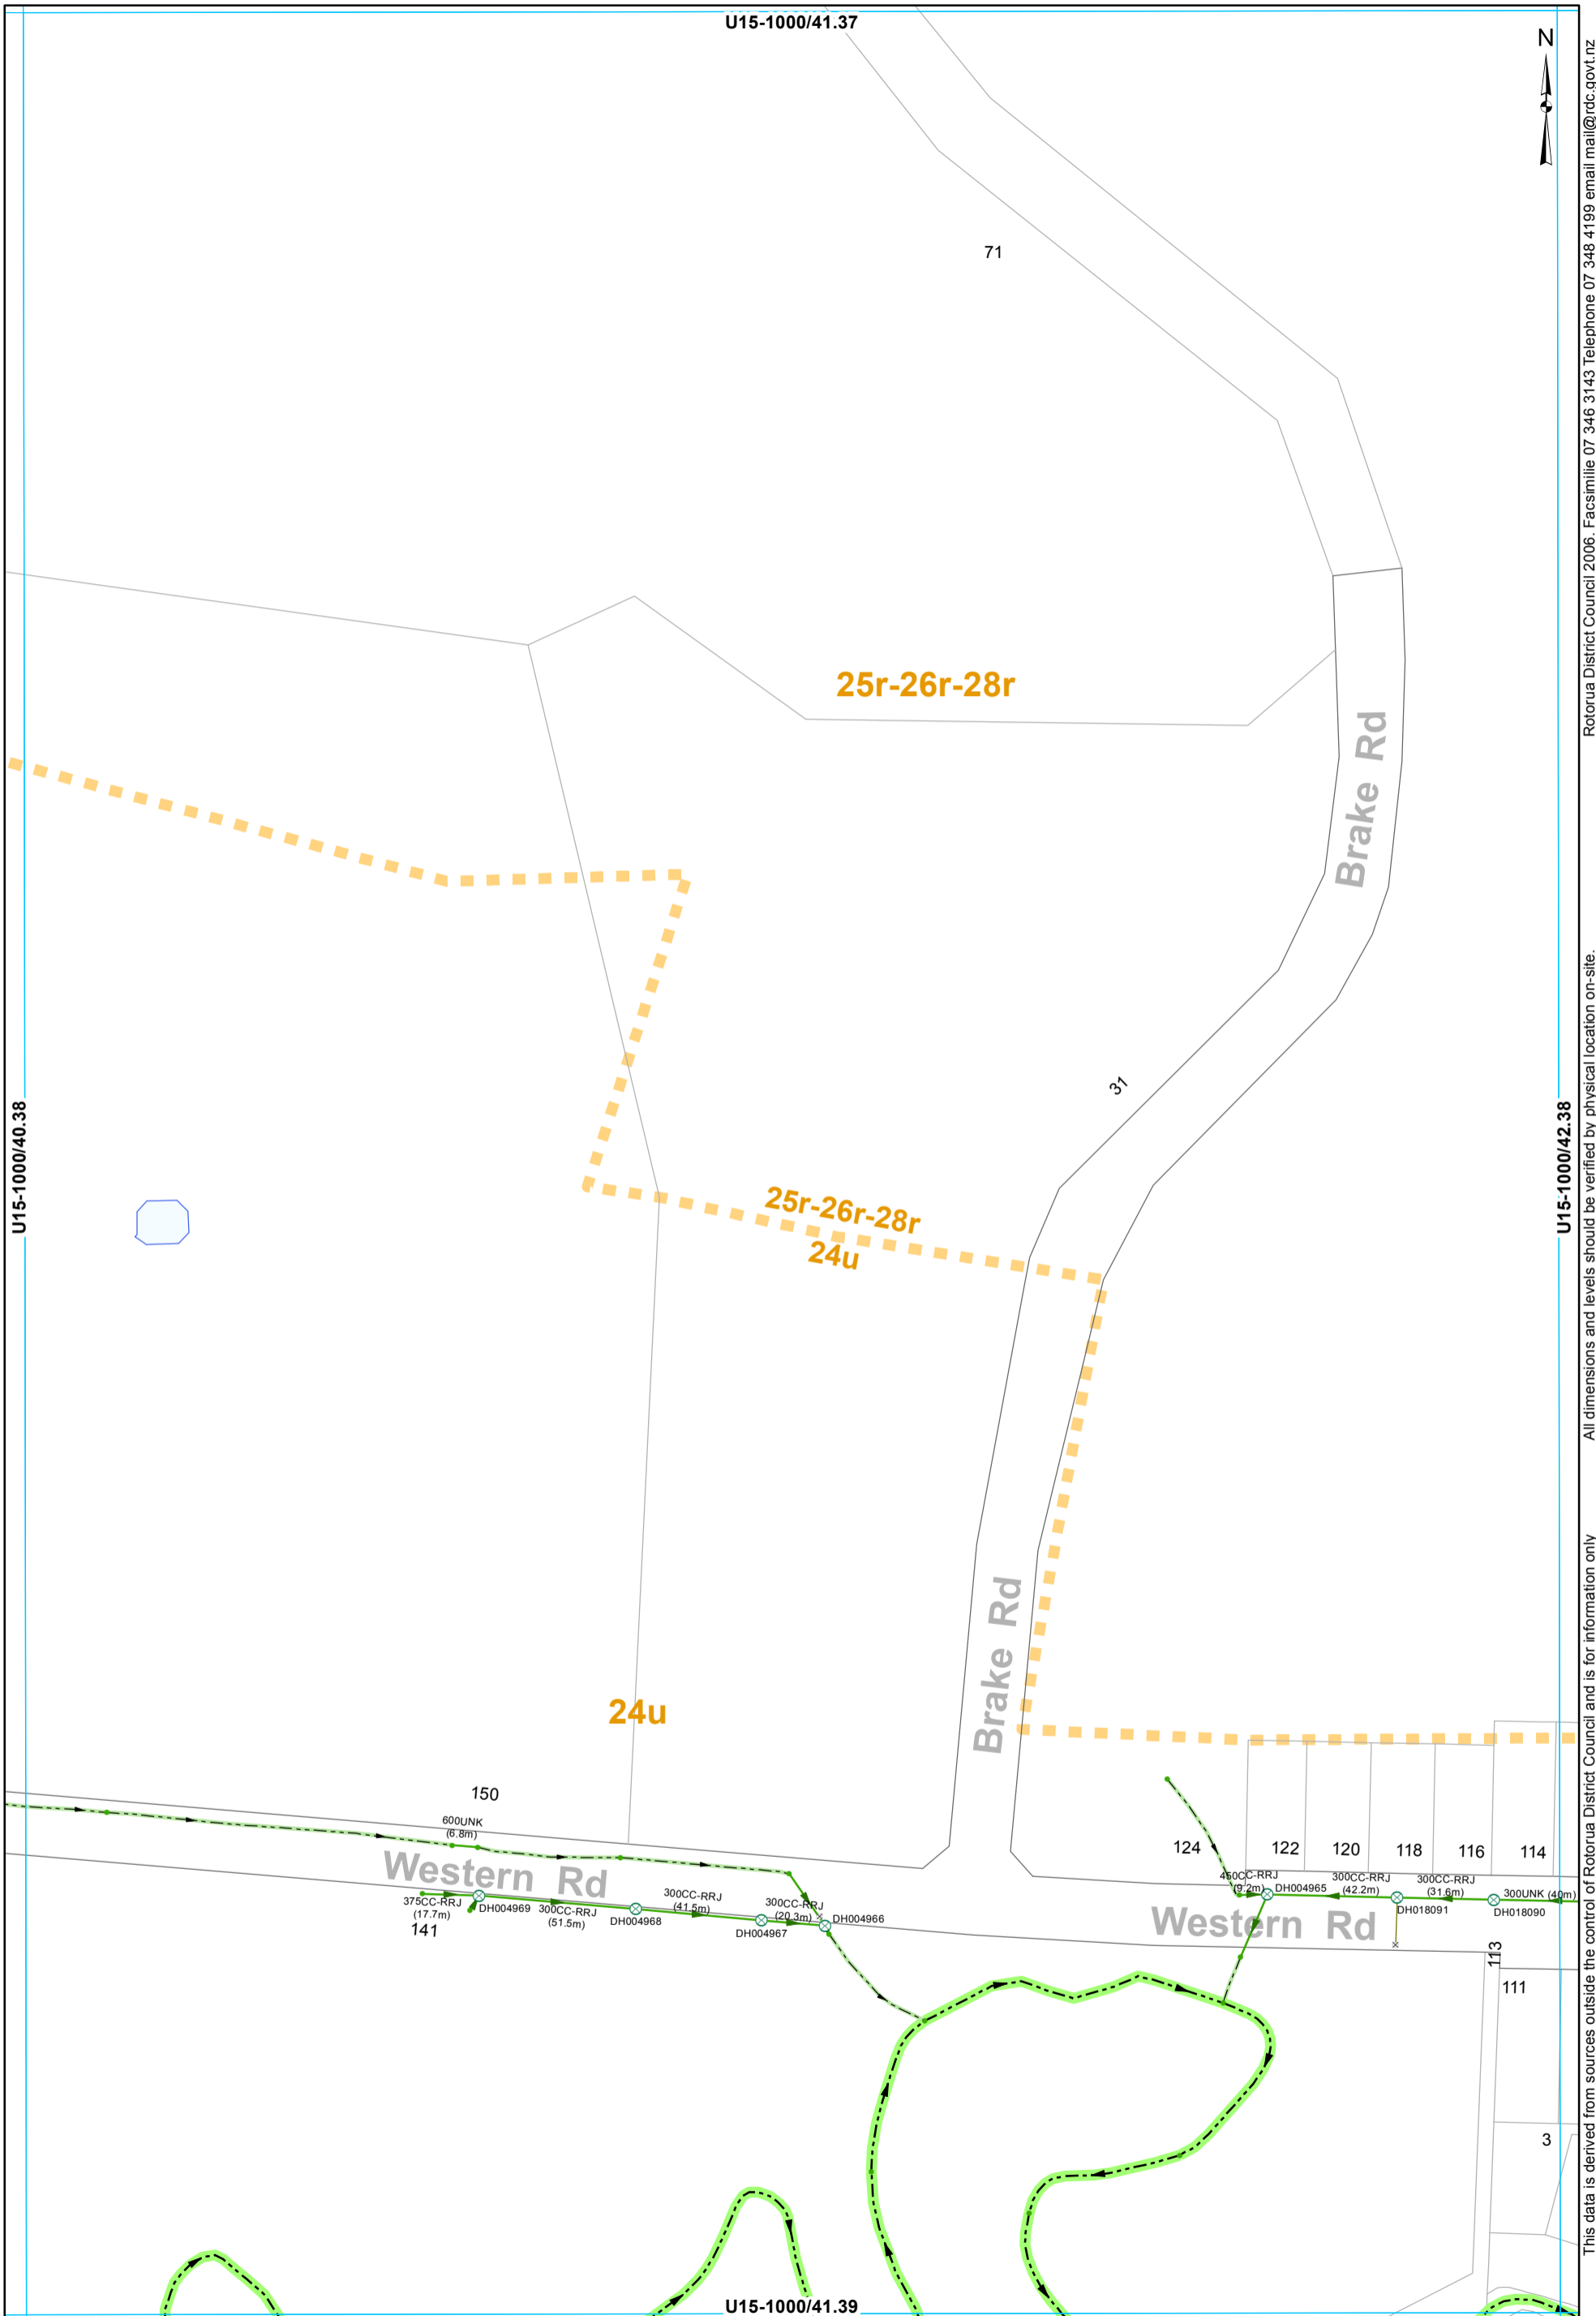 U15-1000/41.37
N
71
25r-26r-28r
Brake Rd
31
U15-1000/40.38
U15-1000/42.38
25r-26r-28r
24u
Brake Rd
24u
150
600UNK
(6.8m)
124
122
120
118
116
114
Western Rd
375CC-RRJ
(17.7m)
DH004969
300CC-RRJ
(51.5m)
DH004968
300CC-RRJ
(41.5m)
DH004967
300CC-RRJ
(20.3m)
DH004966
141
450CC-RRJ
(9.2m)
DH004965
300CC-RRJ
(42.2m)
DH018091
300CC-RRJ
(31.6m)
300UNK (40m)
DH018090
Western Rd
113
111
3
U15-1000/41.39
This data is derived from sources outside the control of Rotorua District Council and is for information only
All dimensions and levels should be verified by physical location on-site.
Rotorua District Council 2006. Facsimilie 07 346 3143 Telephone 07 348 4199 email mail@rdc.govt.nz